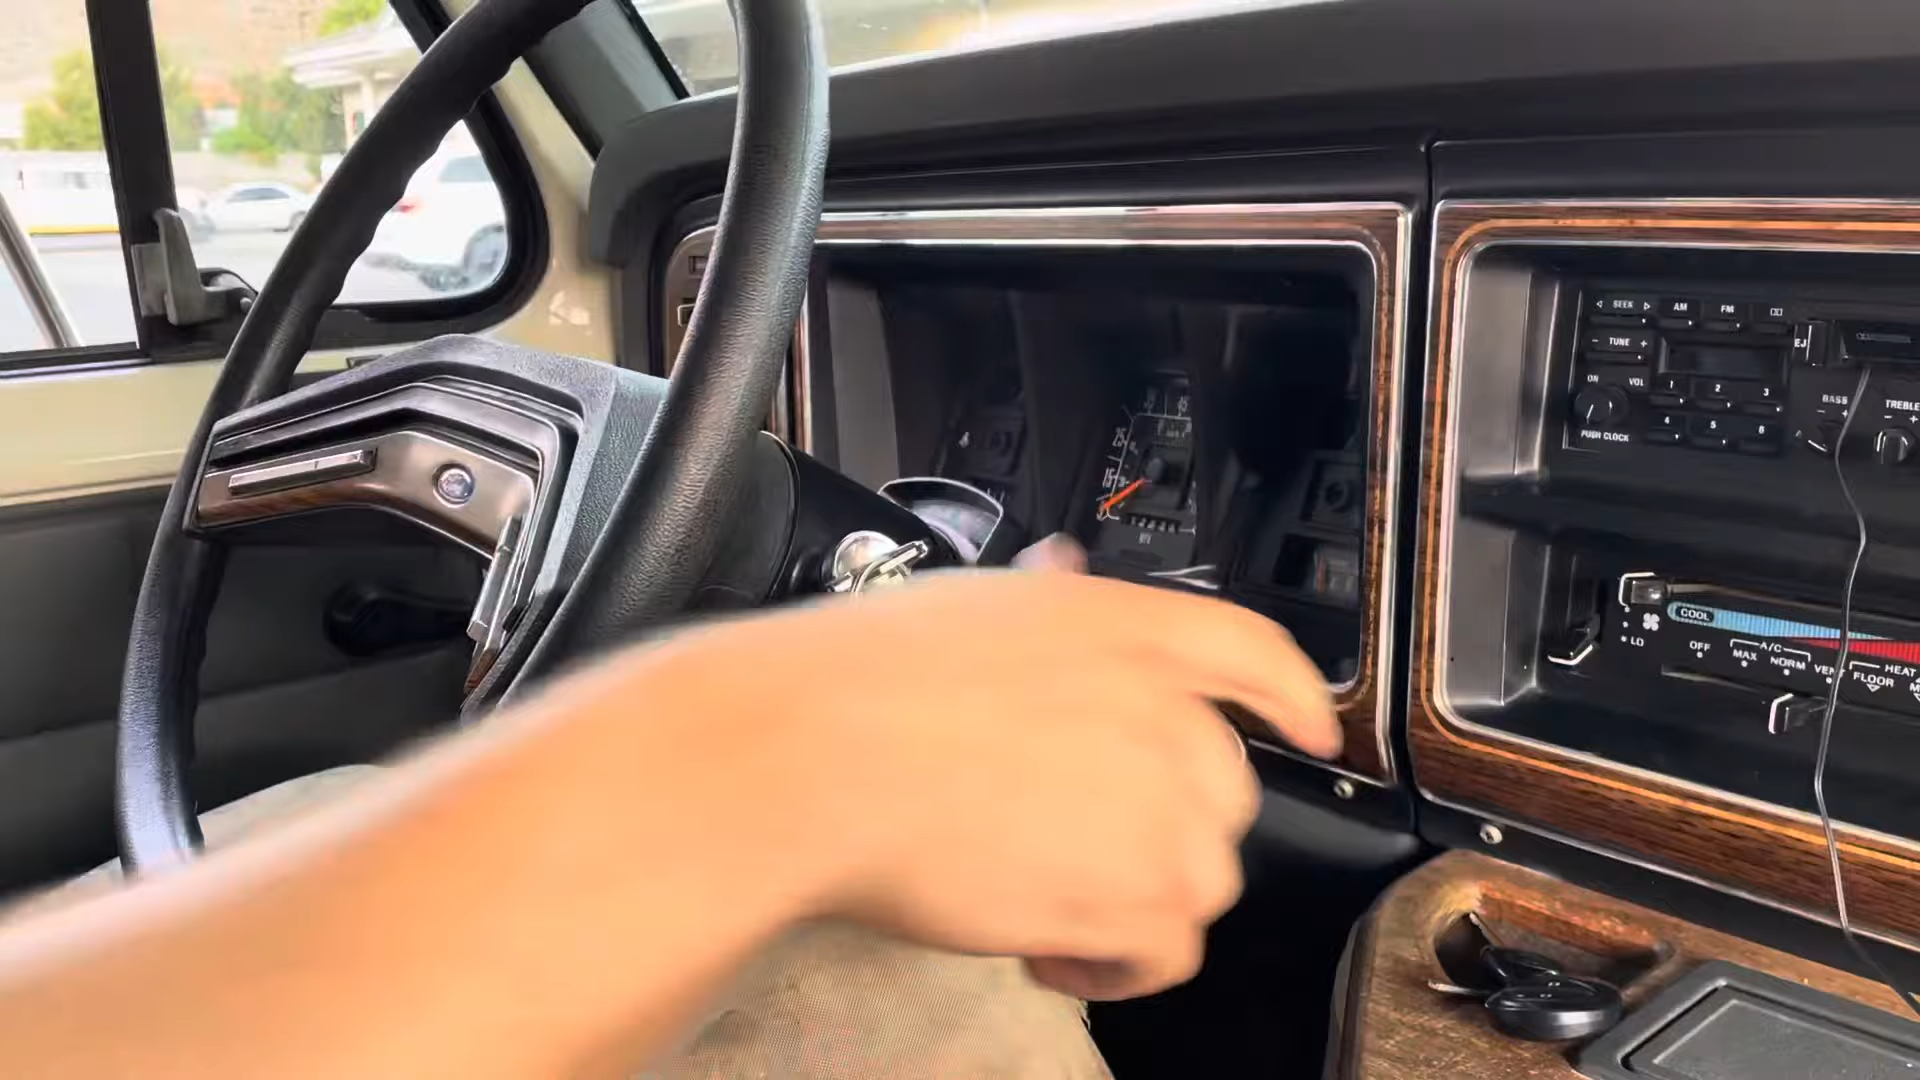 SEEK
AM
FM
EJ
- TUNE +
ON
VOL
1
2
3
4
5
6
PUSH CLOCK
BASS
- +
TREBLE
- +
COOL
LO
OFF
A/C
MAX
NORM
VENT
HEAT
FLOOR